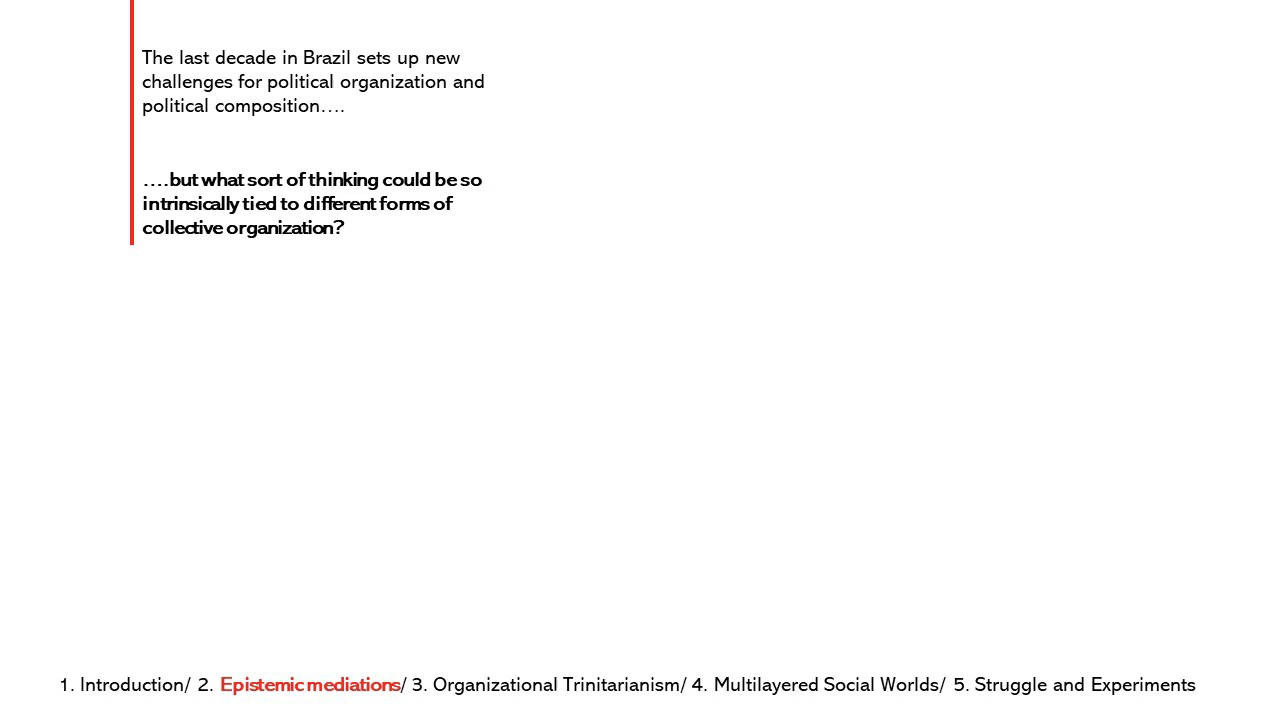 The last decade in Brazil sets up new
challenges for political organization and
political composition….
….but what sort of thinking could be so
intrinsically tied to different forms of
collective organization?
1. Introduction/ 2. Epistemic mediations/ 3. Organizational Trinitarianism/ 4. Multilayered Social Worlds/ 5. Struggle and Experiments